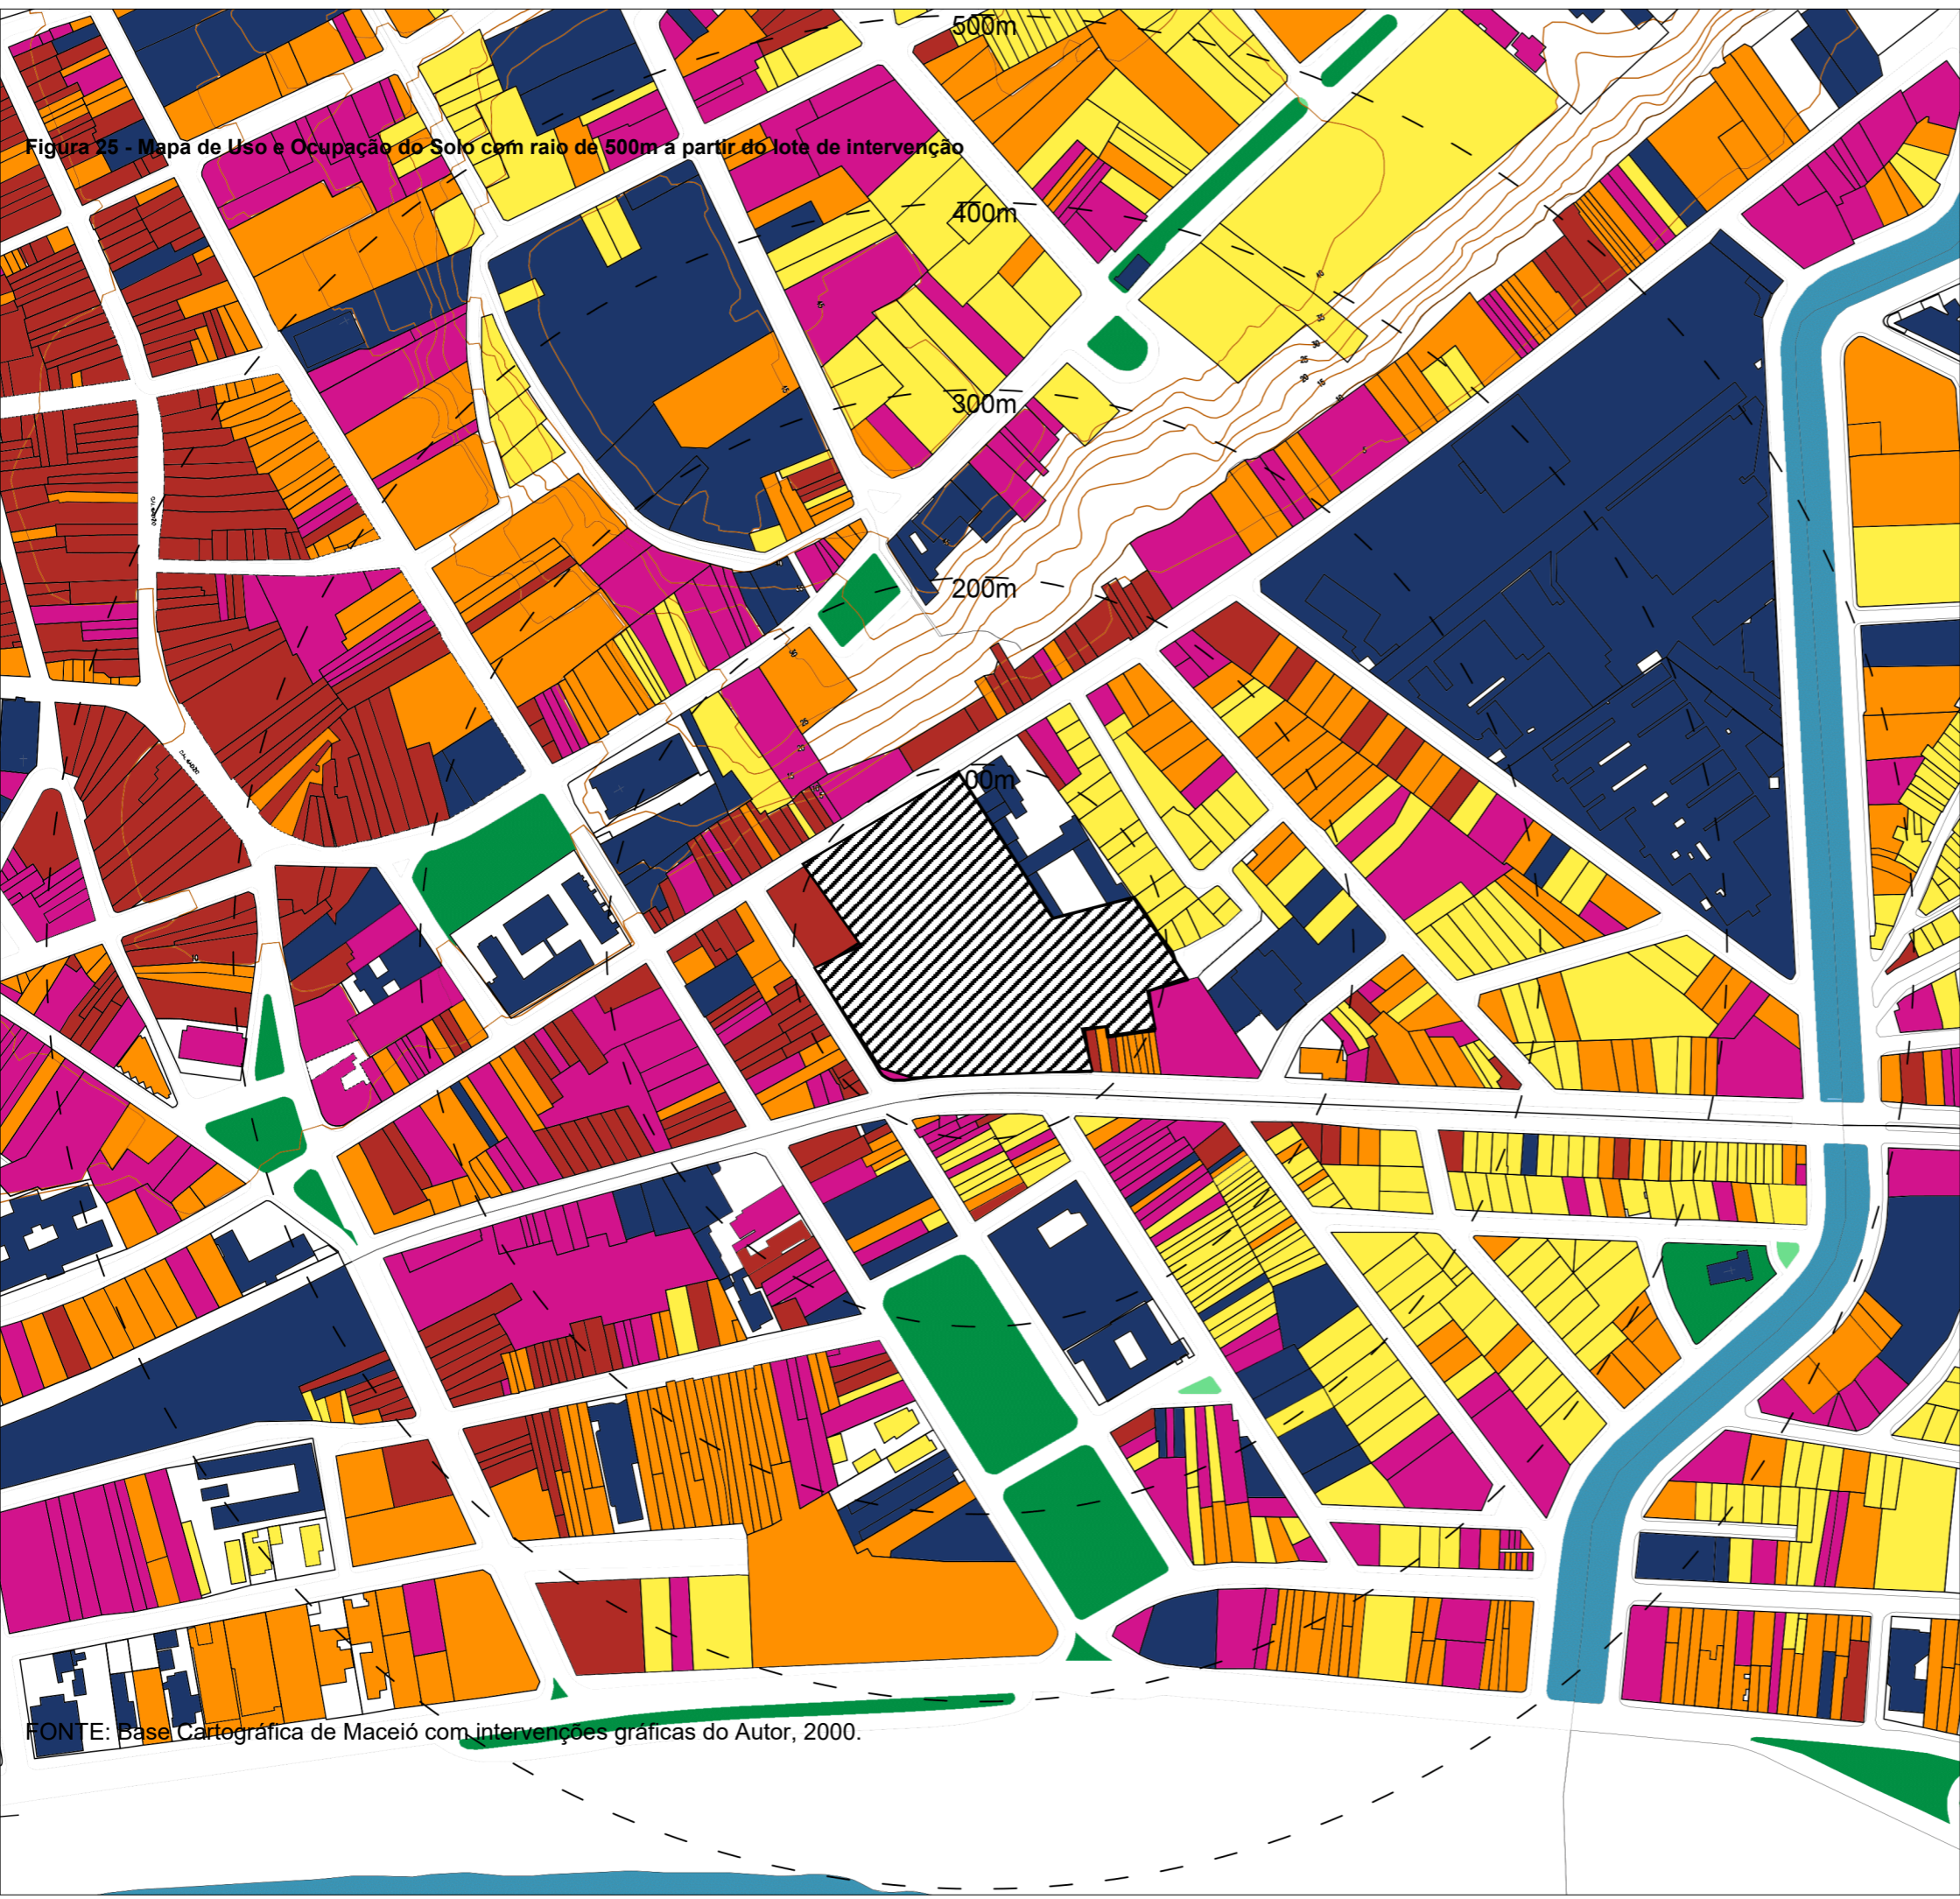 500m
Figura 25 - Mapa de Uso e Ocupação do Solo com raio de 500m a partir do lote de intervenção
400m
300m
200m
00m
FONTE: Base Cartográfica de Maceió com intervenções gráficas do Autor, 2000.